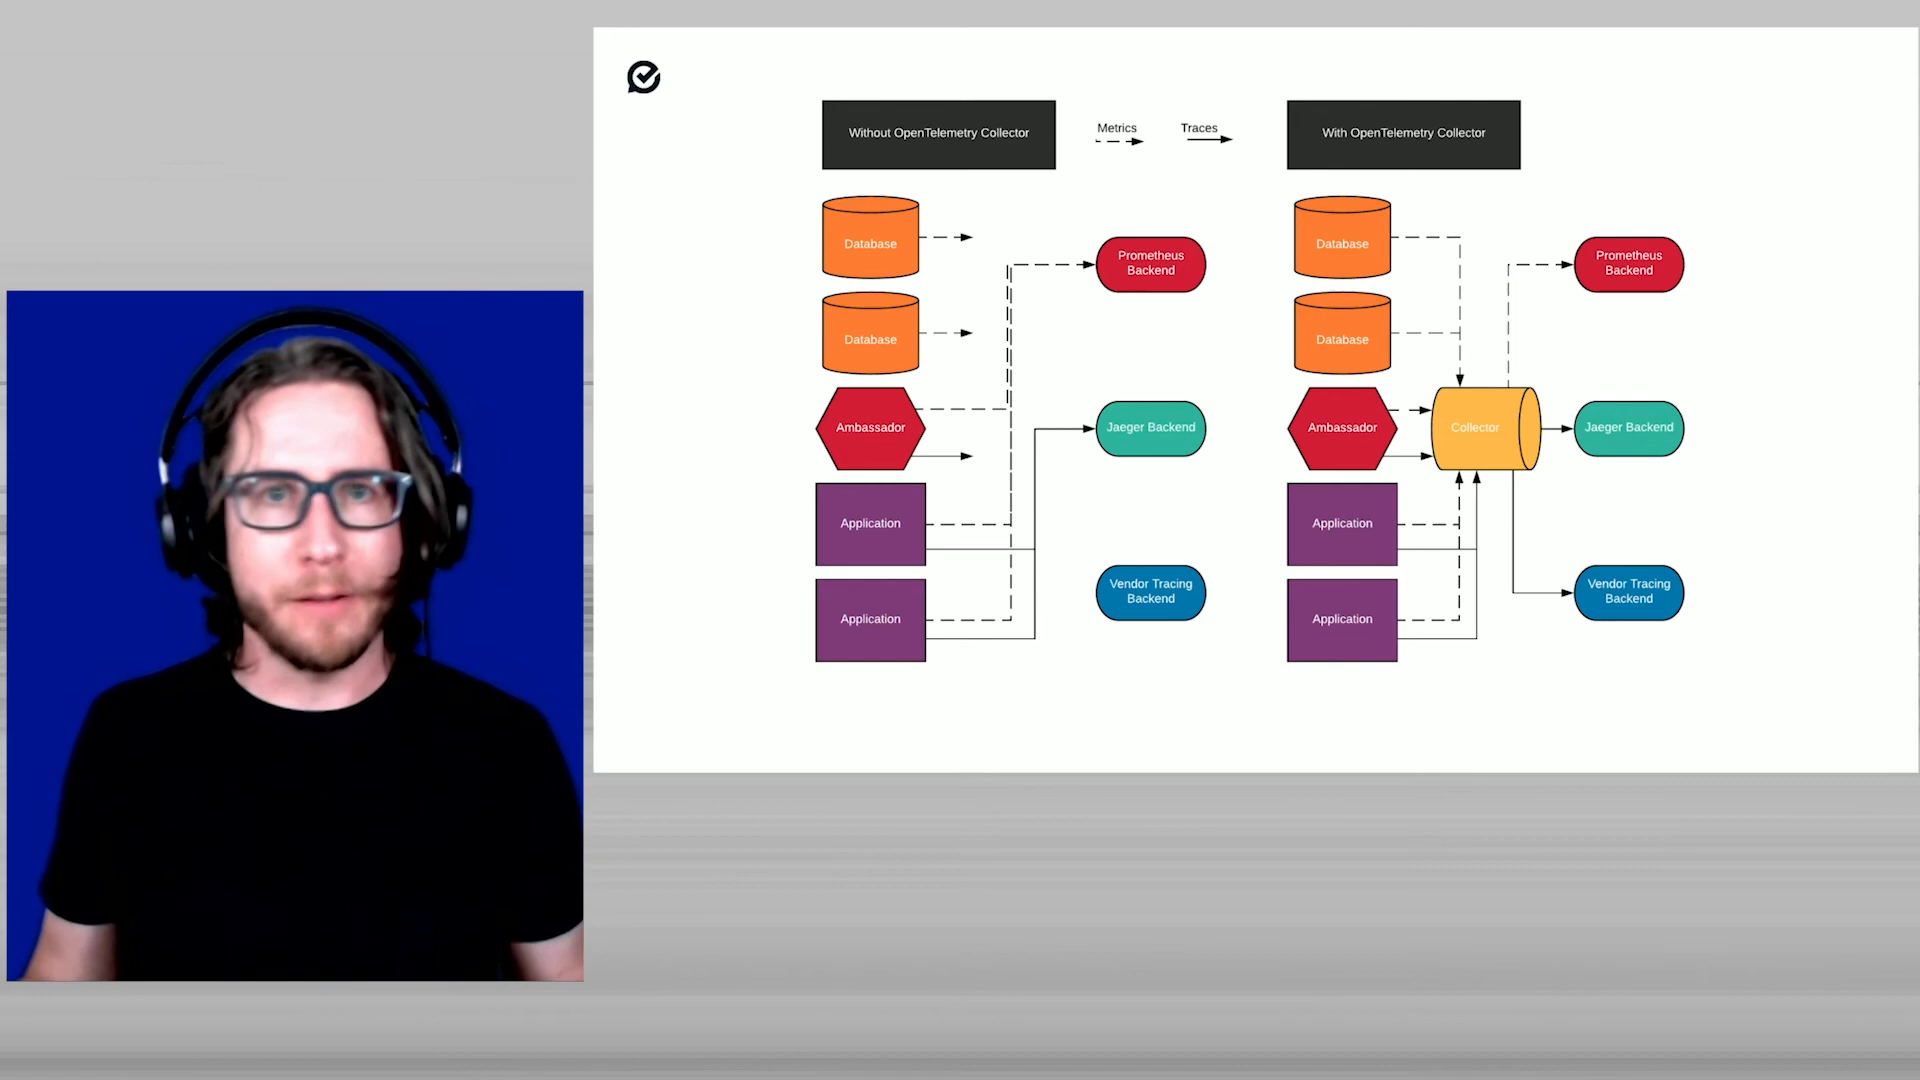 Without OpenTelemetry Collector
Metrics
Traces
With OpenTelemetry Collector
Database
Database
Ambassador
Application
Application
Prometheus
Backend
Jaeger Backend
Vendor Tracing
Backend
Database
Database
Ambassador
Application
Application
Collector
Prometheus
Backend
Jaeger Backend
Vendor Tracing
Backend